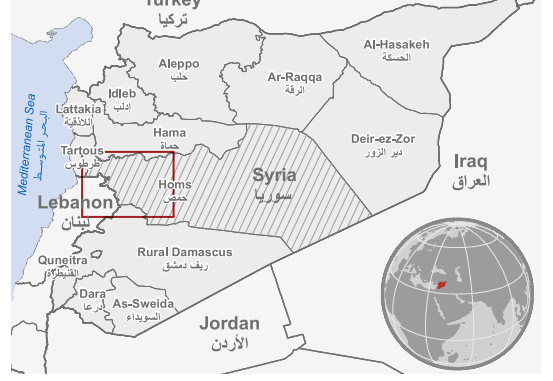 Turkey
تركيا
Al-Hasakeh
الحسكة
Aleppo
حلب
Ar-Raqqa
الرقة
Idleb
إدلب
Lattakia
اللاذقية
Mediterranean Sea
البحر المتوسط
Hama
حماة
Deir-ez-Zor
دير الزور
Tartous
طرطوس
Iraq
العراق
Syria
سوريا
Homs
حمص
Lebanon
لبنان
Rural Damascus
ريف دمشق
Quneitra
القنيطرة
Dara
درعا
As-Sweida
السويداء
Jordan
الأردن